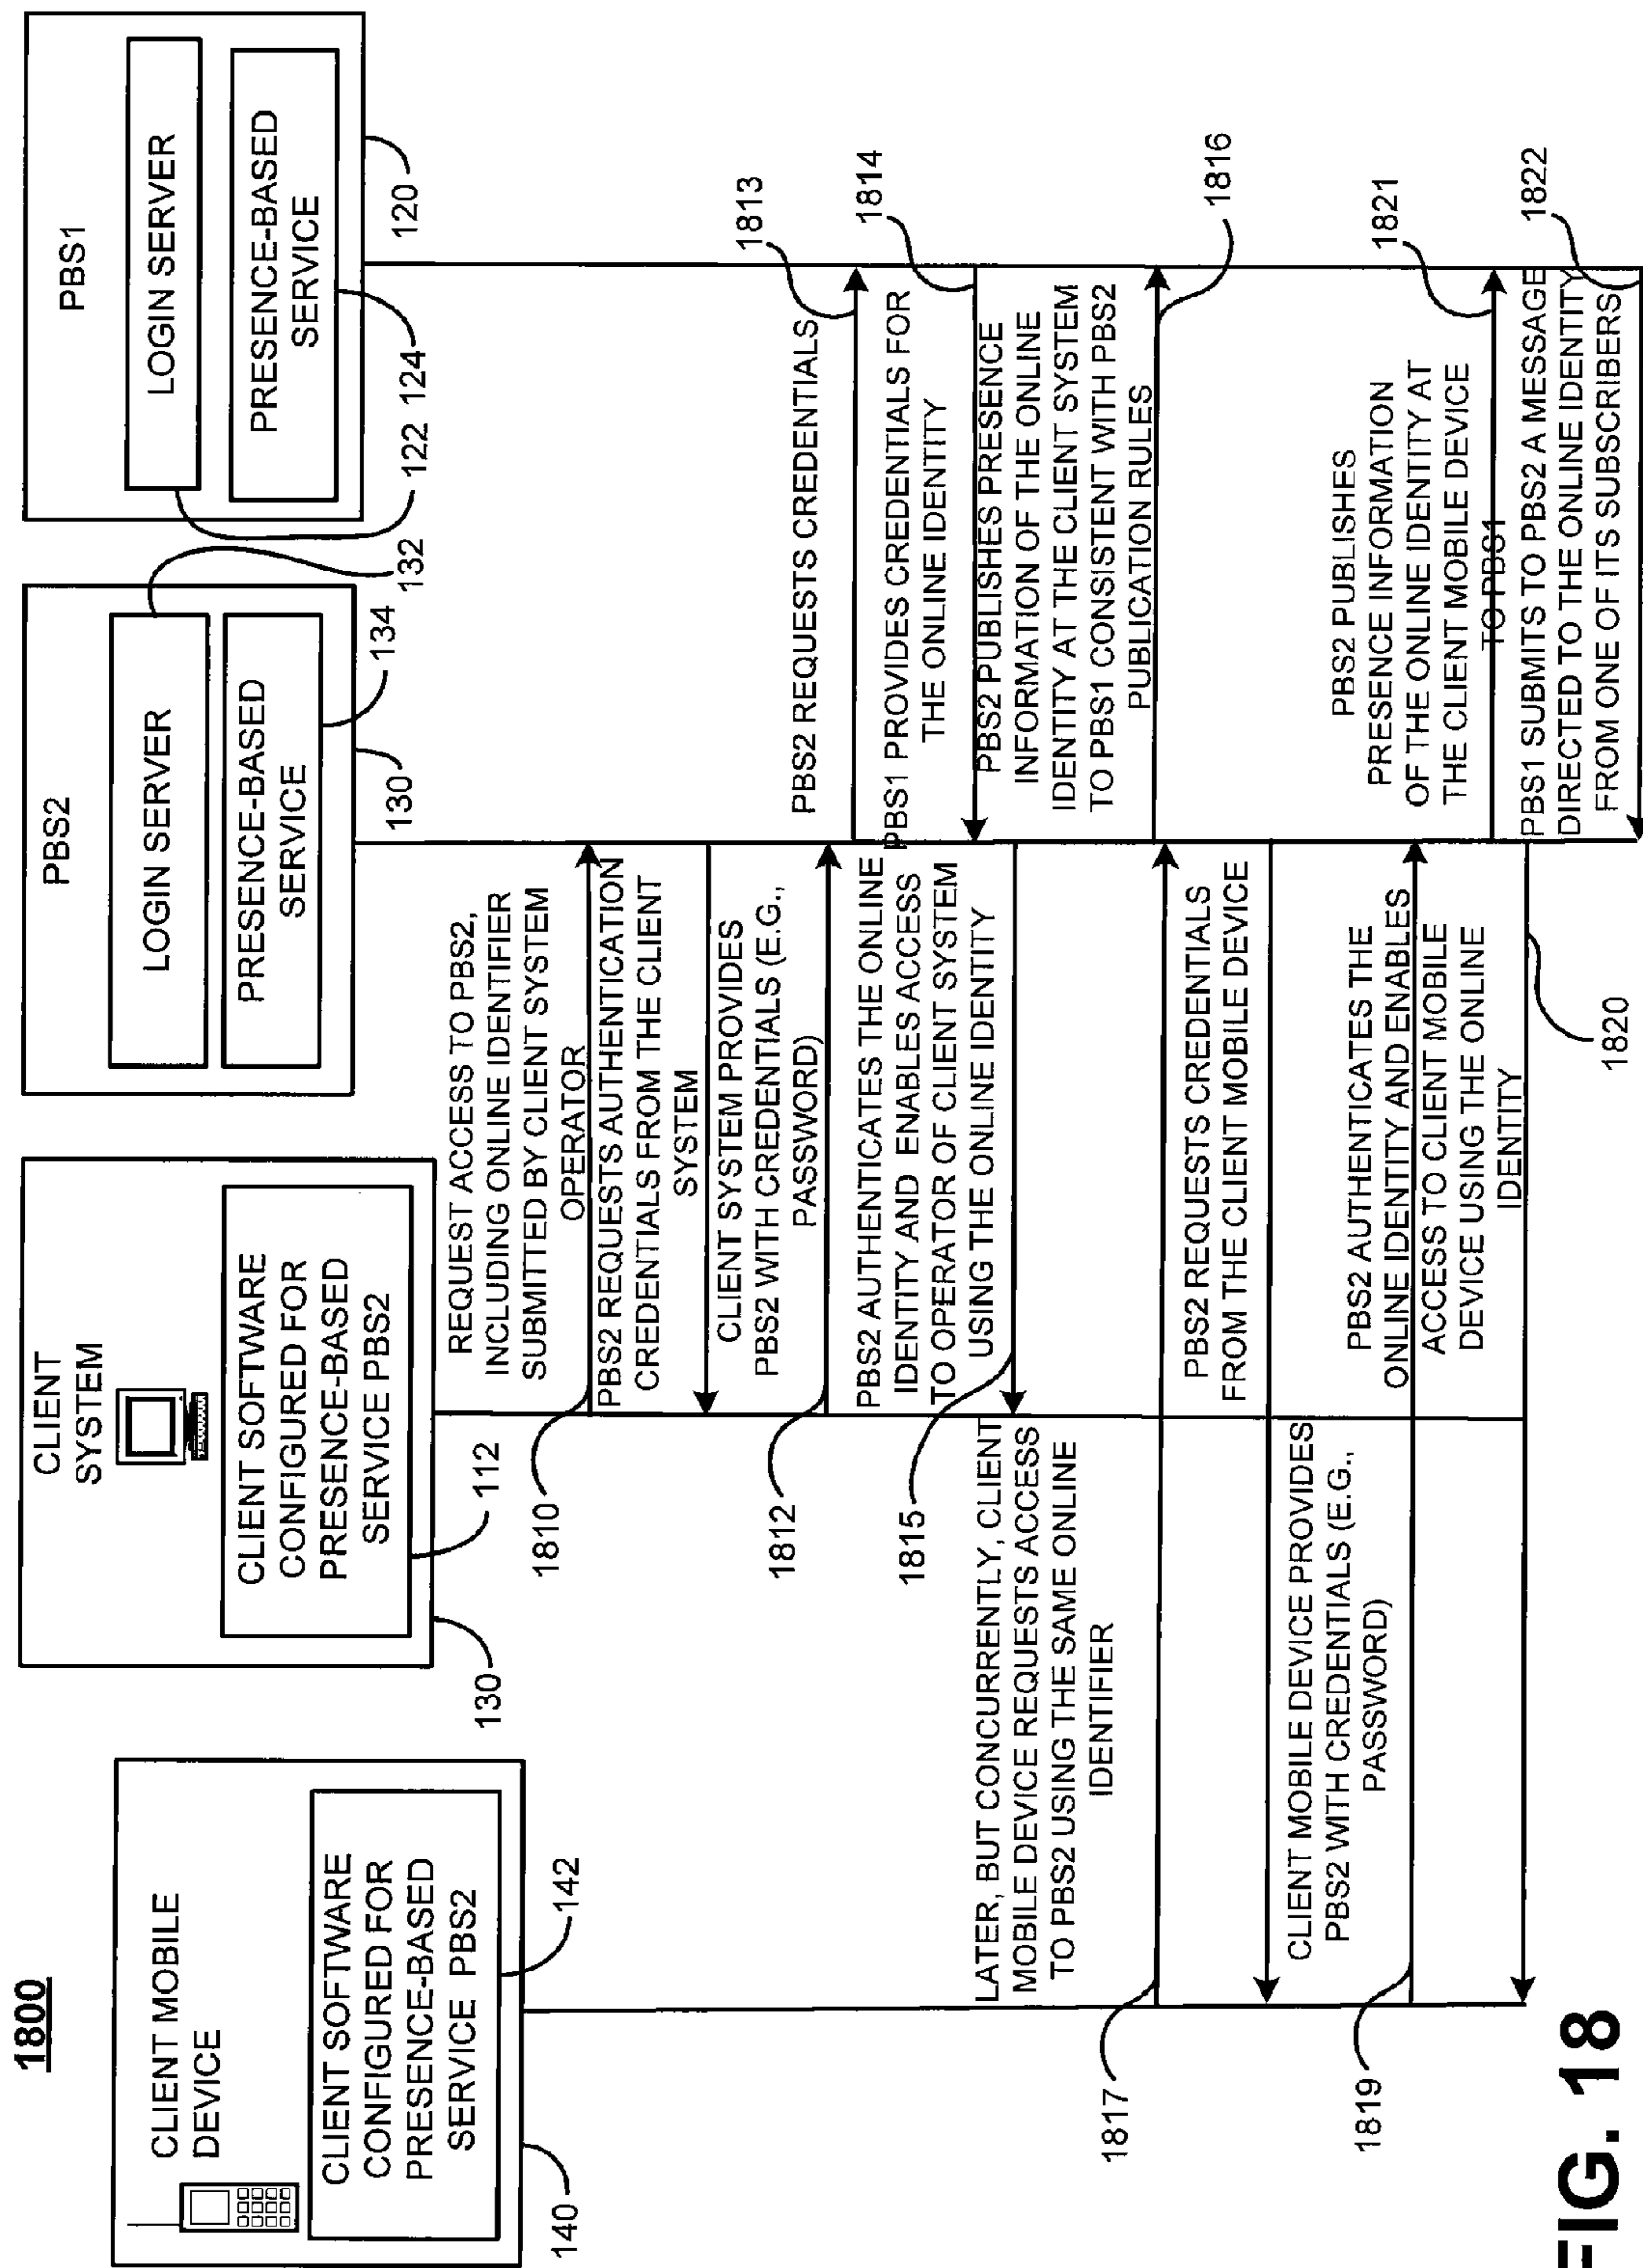 1800
CLIENT MOBILE
DEVICE
CLIENT SOFTWARE
CONFIGURED FOR
PRESENCE-BASED
SERVICE PBS2
140
142
CLIENT
SYSTEM
CLIENT SOFTWARE
CONFIGURED FOR
PRESENCE-BASED
SERVICE PBS2
130
112
PBS2
LOGIN SERVER
PRESENCE-BASED
SERVICE
130
134
132
PBS1
LOGIN SERVER
PRESENCE-BASED
SERVICE
122
124
120
REQUEST ACCESS TO PBS2,
INCLUDING ONLINE IDENTIFIER
SUBMITTED BY CLIENT SYSTEM
OPERATOR
1810
PBS2 REQUESTS AUTHENTICATION
CREDENTIALS FROM THE CLIENT
SYSTEM
CLIENT SYSTEM PROVIDES
PBS2 WITH CREDENTIALS (E.G.,
PASSWORD)
1812
PBS2 REQUESTS CREDENTIALS
1813
PBS1 PROVIDES CREDENTIALS FOR
THE ONLINE IDENTITY
1814
PBS2 AUTHENTICATES THE ONLINE
IDENTITY AND ENABLES ACCESS
TO OPERATOR OF CLIENT SYSTEM
USING THE ONLINE IDENTITY
1815
PBS2 PUBLISHES PRESENCE
INFORMATION OF THE ONLINE
IDENTITY AT THE CLIENT SYSTEM
TO PBS1 CONSISTENT WITH PBS2
PUBLICATION RULES
1816
LATER, BUT CONCURRENTLY, CLIENT
MOBILE DEVICE REQUESTS ACCESS
TO PBS2 USING THE SAME ONLINE
IDENTIFIER
1817
PBS2 REQUESTS CREDENTIALS
FROM THE CLIENT MOBILE DEVICE
CLIENT MOBILE DEVICE PROVIDES
PBS2 WITH CREDENTIALS (E.G.,
PASSWORD)
1819
PBS2 AUTHENTICATES THE
ONLINE IDENTITY AND ENABLES
ACCESS TO CLIENT MOBILE
DEVICE USING THE ONLINE
IDENTITY
1820
PBS2 PUBLISHES
PRESENCE INFORMATION
OF THE ONLINE IDENTITY AT
THE CLIENT MOBILE DEVICE
TO PBS1
1821
PBS1 SUBMITS TO PBS2 A MESSAGE
DIRECTED TO THE ONLINE IDENTITY
FROM ONE OF ITS SUBSCRIBERS
1822
FIG. 18